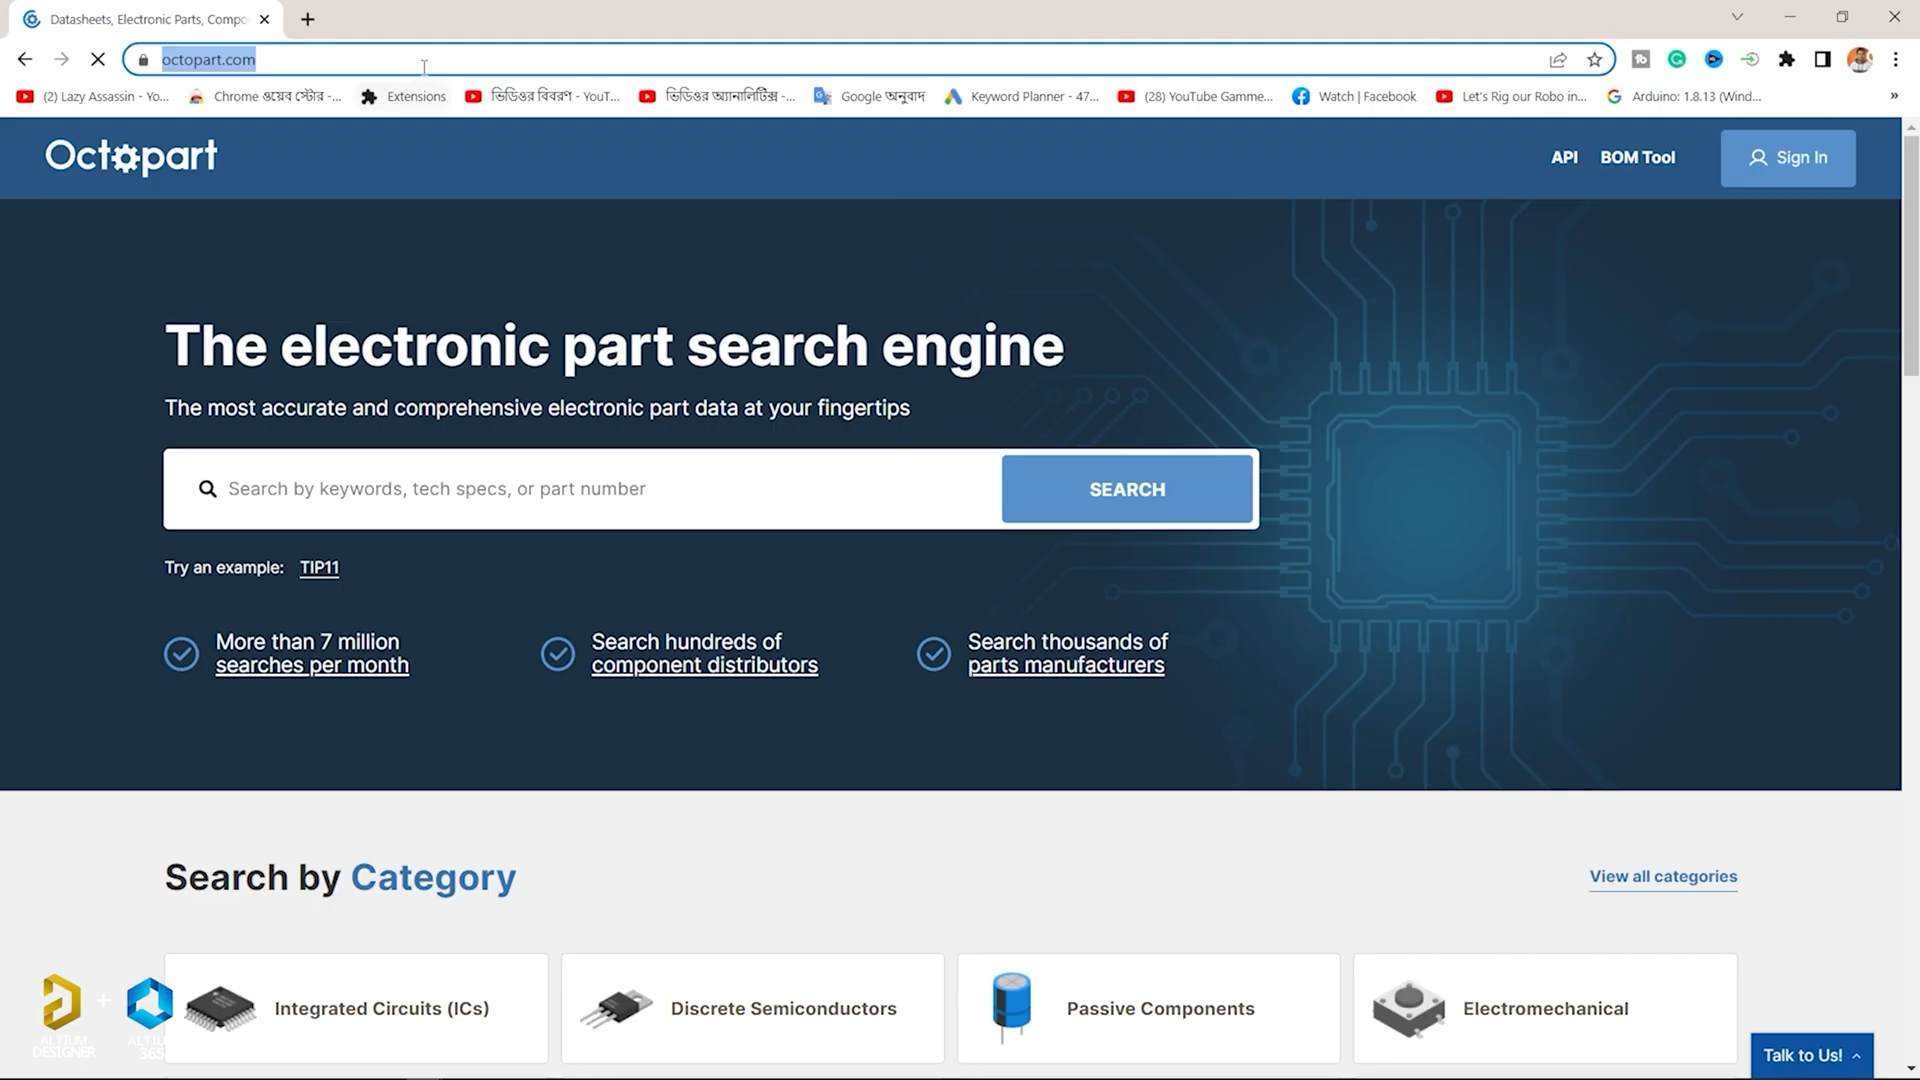 Datasheets, Electronic Parts, Compo
octopart.com
(2) Lazy Assassin - Yo...
Chrome ওয়েব স্টোর -...
Extensions
ভিডিওর বিবরণ - YouT...
ভিডিওর অ্যানালিটিক্স -...
Google অনুবাদ
Keyword Planner - 47...
(28) YouTube Gamme...
Watch | Facebook
Let's Rig our Robo in...
Arduino: 1.8.13 (Wind...
»
Octopart
API
BOM Tool
Sign In
The electronic part search engine
The most accurate and comprehensive electronic part data at your fingertips
Search by keywords, tech specs, or part number
SEARCH
Try an example: TIP11
More than 7 million
searches per month
Search hundreds of
component distributors
Search thousands of
parts manufacturers
Search by Category
View all categories
Integrated Circuits (ICs)
Discrete Semiconductors
Passive Components
Electromechanical
ALTIUM
DESIGNER
+
ALTIUM
365
Talk to Us!